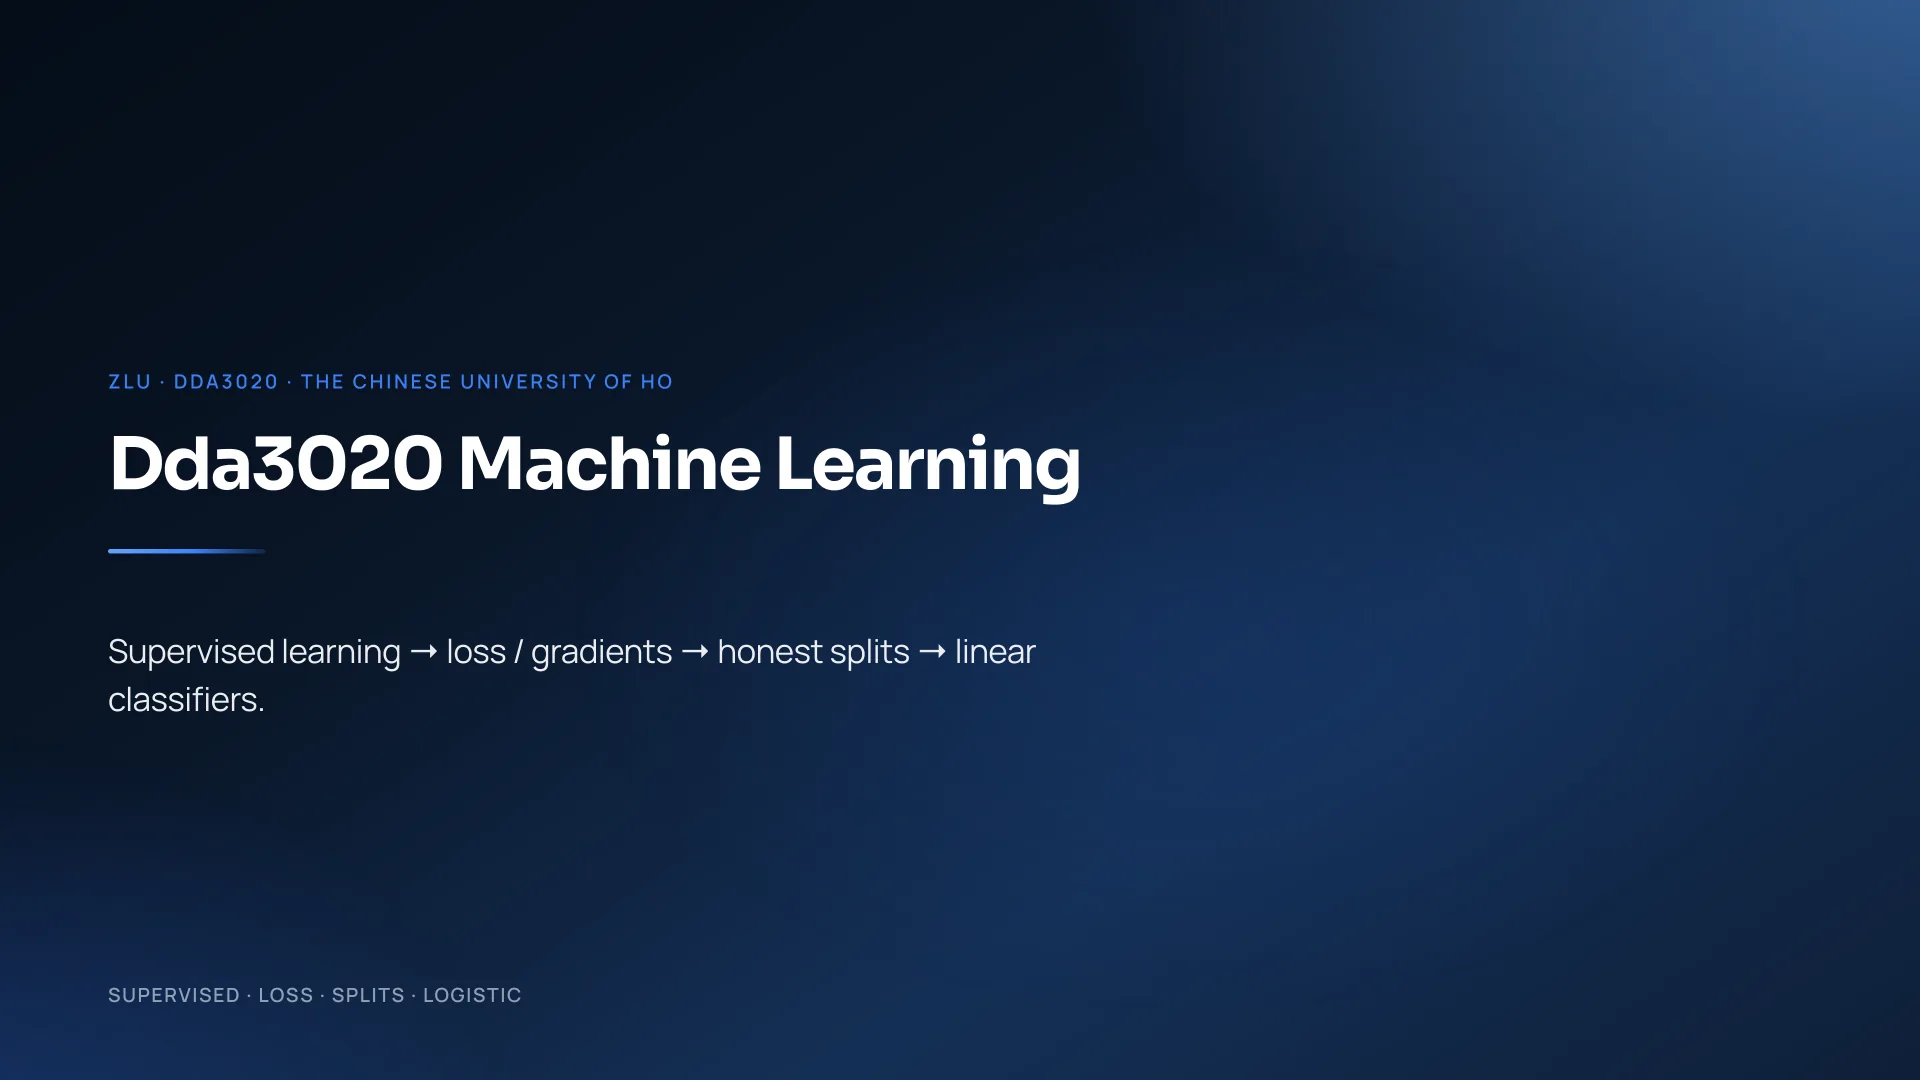 ZLU · DDA3020 · THE CHINESE UNIVERSITY OF HO
Dda3020 Machine Learning
Supervised learning → loss / gradients → honest splits → linear
classifiers.
SUPERVISED · LOSS · SPLITS · LOGISTIC